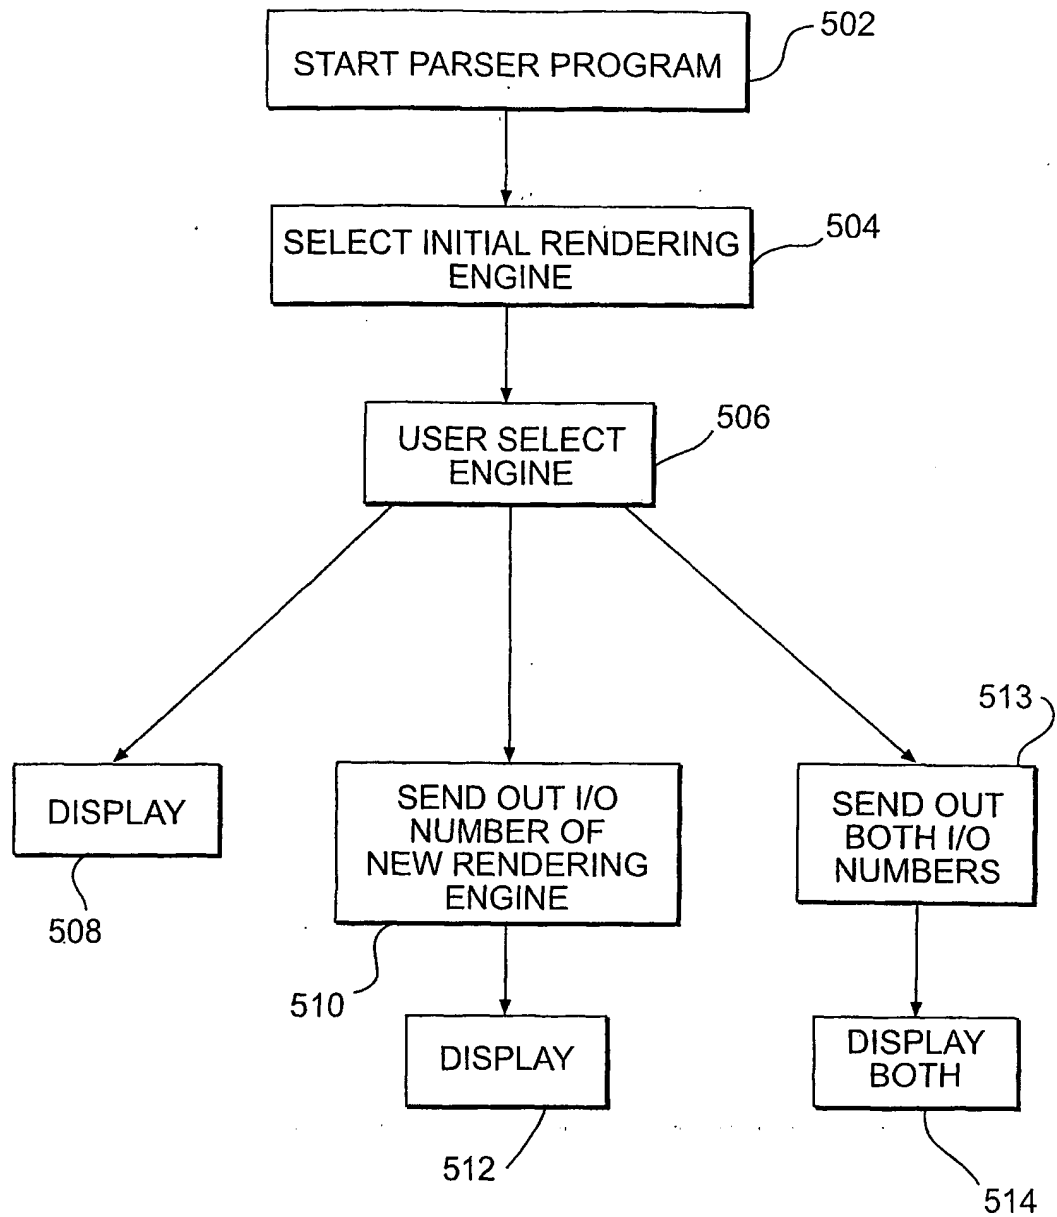 502
START PARSER PROGRAM
504
SELECT INITIAL RENDERING
ENGINE
506
USER SELECT
ENGINE
513
DISPLAY
508
SEND OUT I/O
NUMBER OF
NEW RENDERING
ENGINE
510
SEND OUT
BOTH I/O
NUMBERS
DISPLAY
512
DISPLAY
BOTH
514